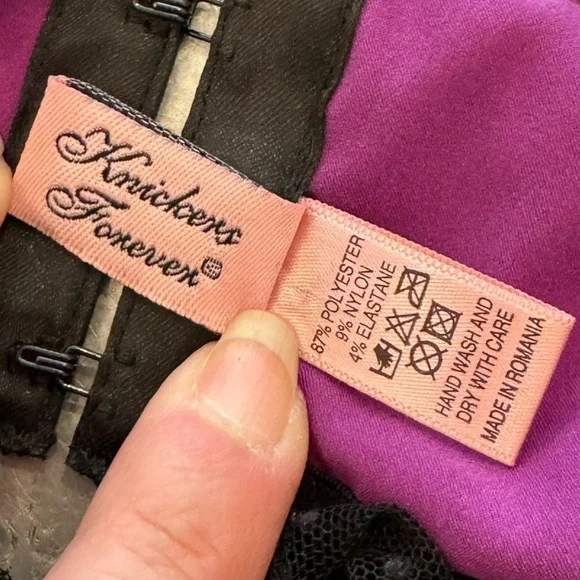 Knickers
Forever®
87% POLYESTER
9% NYLON
4% ELASTANE
HAND WASH AND
DRY WITH CARE
MADE IN ROMANIA